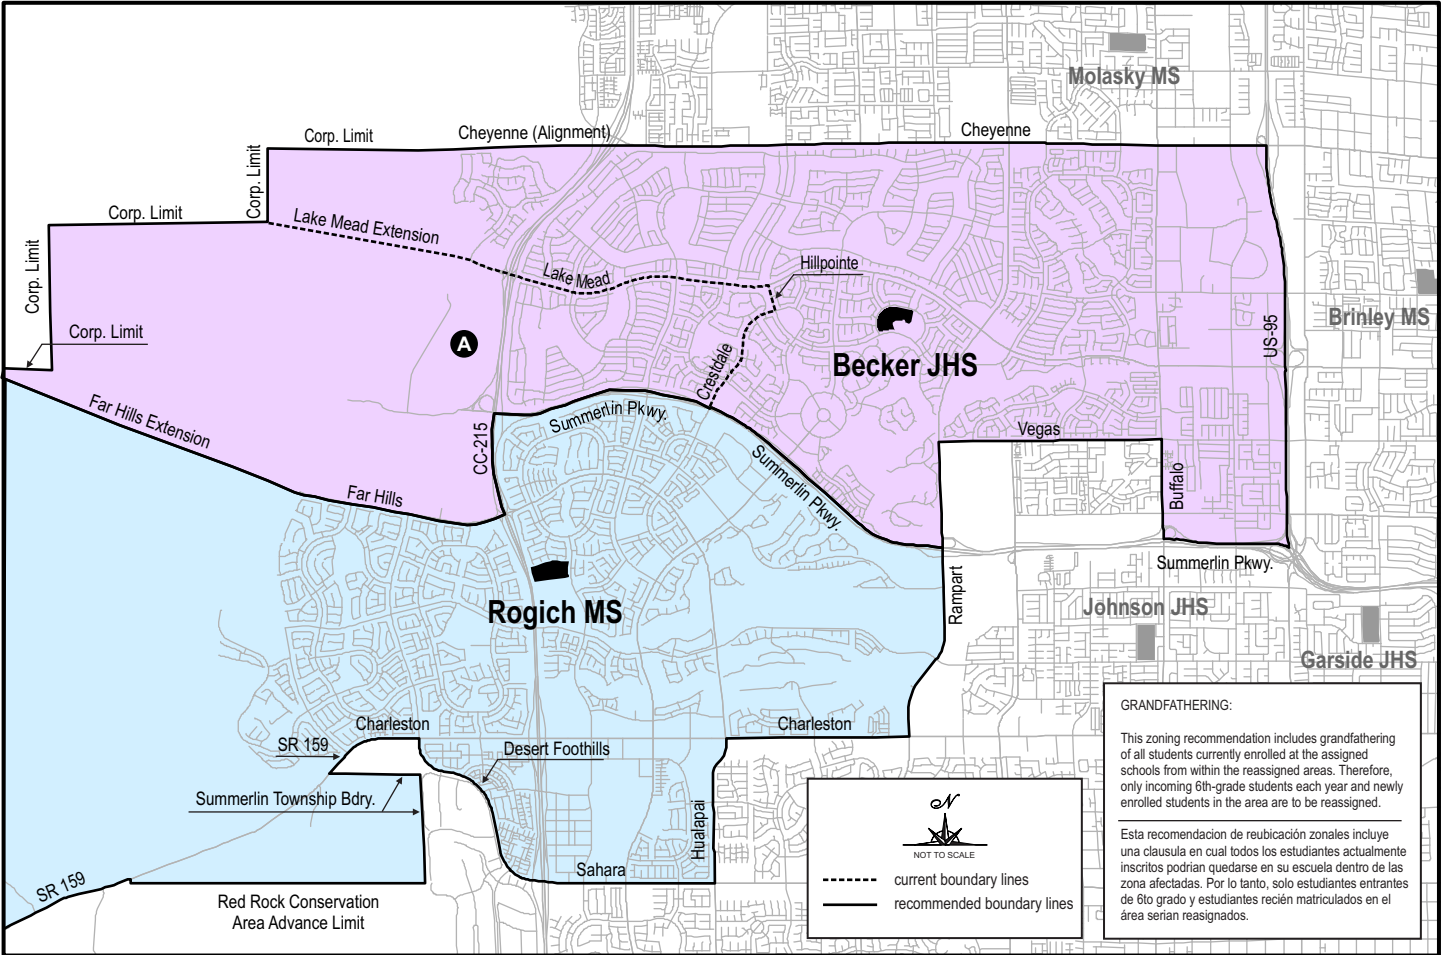 Molasky MS
Corp. Limit
Cheyenne (Alignment)
Cheyenne
Corp. Limit
Corp. Limit
Lake Mead Extension
Corp. Limit
Lake Mead
Hillpointe
Corp. Limit
A
US-95
Brinley MS
Becker JHS
Crestdale
Far Hills Extension
Summerlin Pkwy.
CC-215
Vegas
Summerlin Pkwy.
Buffalo
Far Hills
Summerlin Pkwy.
Rampart
Rogich MS
Johnson JHS
Garside JHS
Charleston
Charleston
SR 159
Desert Foothills
Summerlin Township Bdry.
Hualapai
Sahara
SR 159
Red Rock Conservation
Area Advance Limit
N
NOT TO SCALE
current boundary lines
recommended boundary lines
GRANDFATHERING:
This zoning recommendation includes grandfathering
of all students currently enrolled at the assigned
schools from within the reassigned areas. Therefore,
only incoming 6th-grade students each year and newly
enrolled students in the area are to be reassigned.
Esta recomendacion de reubicación zonales incluye
una clausula en cual todos los estudiantes actualmente
inscritos podrian quedarse en su escuela dentro de las
zona afectadas. Por lo tanto, solo estudiantes entrantes
de 6to grado y estudiantes recién matriculados en el
área serian reasignados.